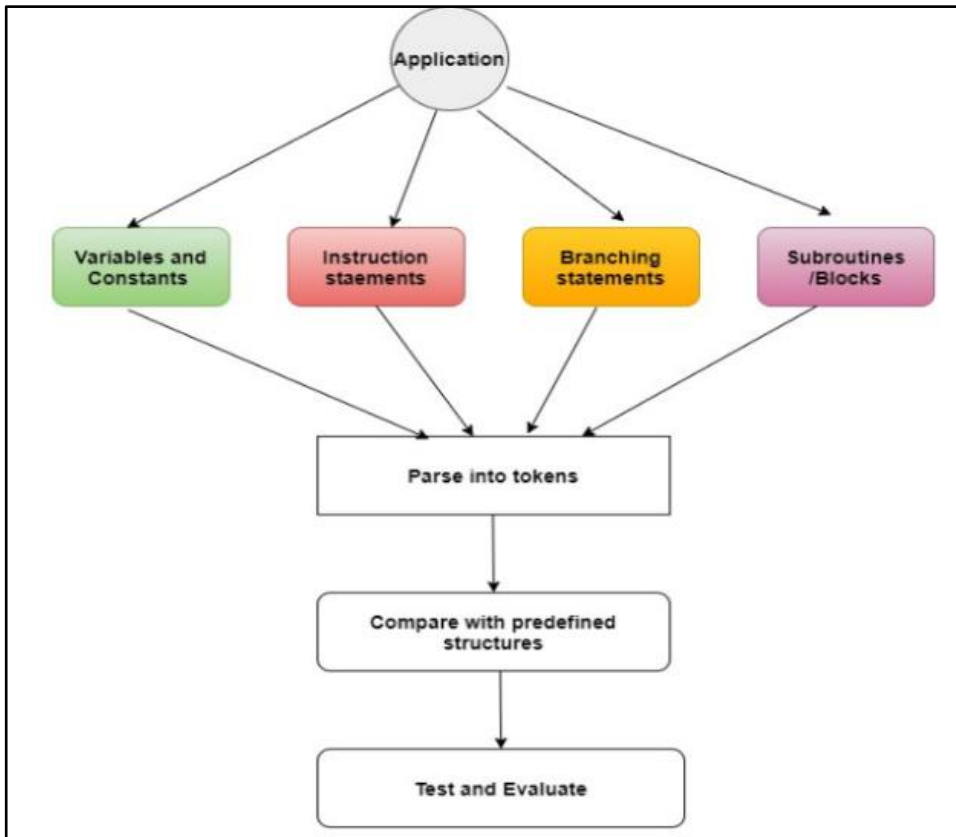 Application
Variables and
Constants
Instruction
staements
Branching
statements
Subroutines
/Blocks
Parse into tokens
Compare with predefined
structures
Test and Evaluate